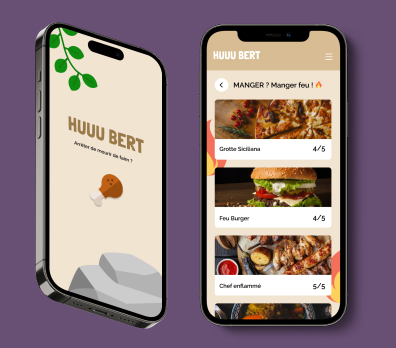 HUUU BERT
Arrêter de mourir de faim ?
HUUU BERT
MANGER ? Manger feu ! 🔥
Grotte Siciliana 4/5
Feu Burger 4/5
Chef enflammé 5/5